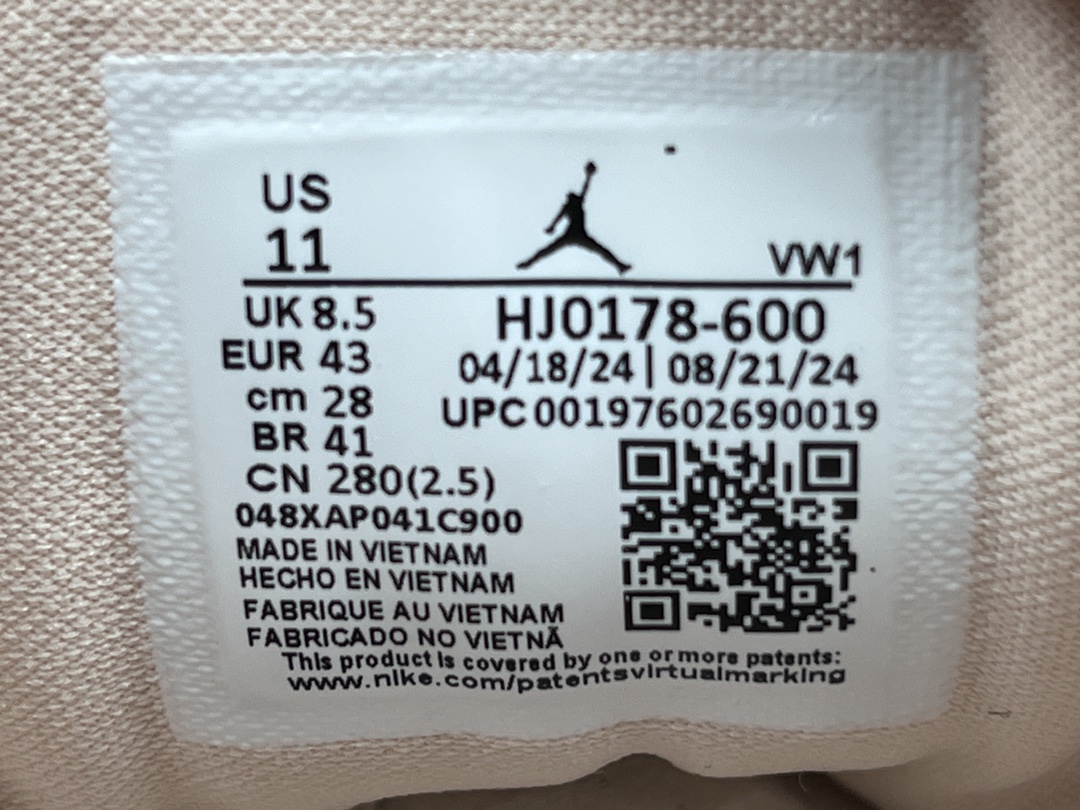 US
11
VW1
UK 8.5
HJ0178-600
EUR 43
04/18/24 | 08/21/24
cm 28
UPC 00197602690019
BR 41
CN 280(2.5)
048XAP041C900
MADE IN VIETNAM
HECHO EN VIETNAM
FABRIQUE AU VIETNAM
FABRICADO NO VIETNÃ
This product is covered by one or more patents:
www.nike.com/patentsvirtualmarking